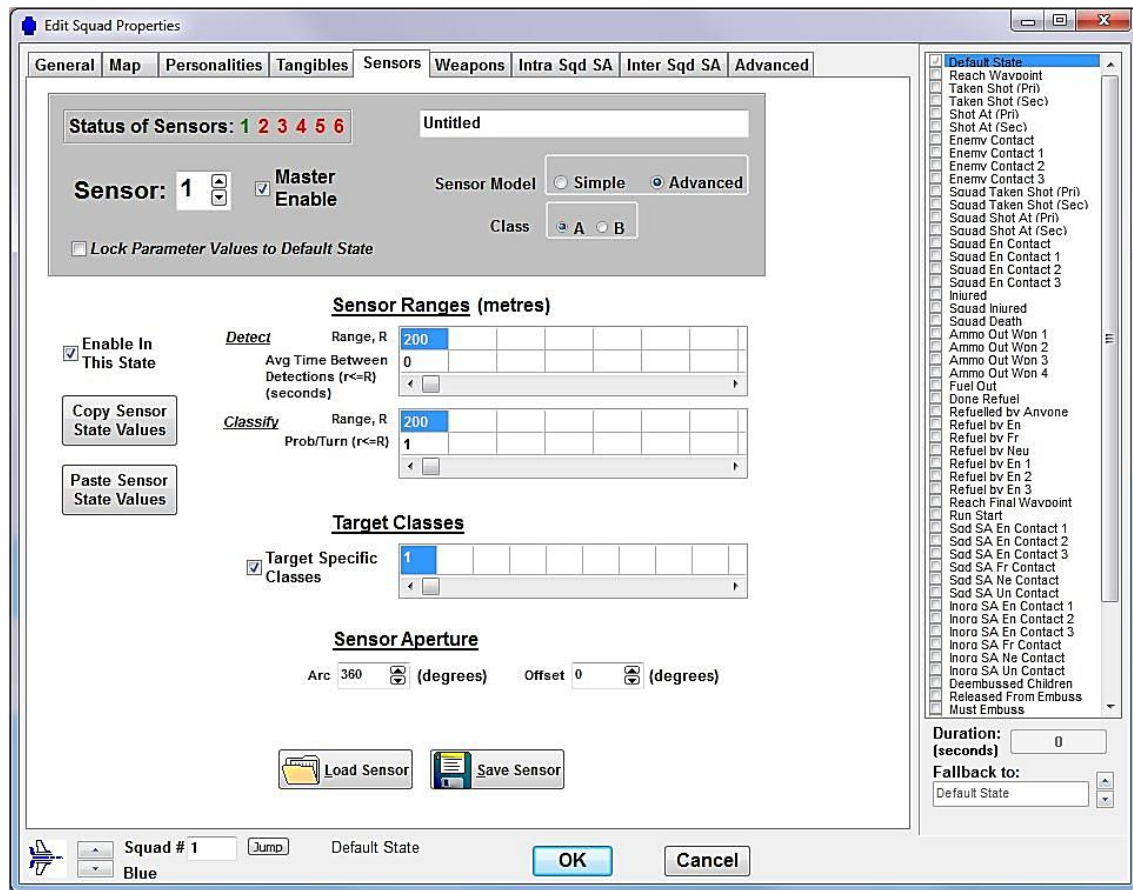 Edit Squad Properties
General Map Personalities Tangibles Sensors Weapons Intra Sqd SA Inter Sqd SA Advanced
Status of Sensors: 1 2 3 4 5 6
Untitled
Sensor: 1
Master
Enable
Sensor Model Simple Advanced
Class A B
Lock Parameter Values to Default State
Sensor Ranges (metres)
Enable In
This State
Detect Range, R 200
Avg Time Between
Detections (r<=R)
(seconds)
0
Copy Sensor
State Values
Classify Range, R 200
Prob/Turn (r<=R) 1
Paste Sensor
State Values
Target Classes
Target Specific
Classes
1
Sensor Aperture
Arc 360 (degrees) Offset 0 (degrees)
Load Sensor Save Sensor
Default State
Reach Waypoint
Taken Shot (Pri)
Taken Shot (Sec)
Shot At (Pri)
Shot At (Sec)
Enemy Contact
Enemy Contact 1
Enemy Contact 2
Enemy Contact 3
Squad Taken Shot (Pri)
Squad Taken Shot (Sec)
Squad Shot At (Pri)
Squad Shot At (Sec)
Squad En Contact
Squad En Contact 1
Squad En Contact 2
Squad En Contact 3
Injured
Squad Injured
Squad Death
Ammo Out Wpn 1
Ammo Out Wpn 2
Ammo Out Wpn 3
Ammo Out Wpn 4
Fuel Out
Done Refuel
Refuelled by Anyone
Refuel by En
Refuel by Fr
Refuel by Neu
Refuel by En 1
Refuel by En 2
Refuel by En 3
Reach Final Waypoint
Run Start
Sqd SA En Contact 1
Sqd SA En Contact 2
Sqd SA En Contact 3
Sqd SA Fr Contact
Sqd SA Ne Contact
Sqd SA Un Contact
Inorg SA En Contact 1
Inorg SA En Contact 2
Inorg SA En Contact 3
Inorg SA Fr Contact
Inorg SA Ne Contact
Inorg SA Un Contact
Deembussed Children
Released From Embuss
Must Embuss
Duration:
(seconds)
0
Fallback to:
Default State
Squad # 1 Jump Default State
Blue
OK Cancel